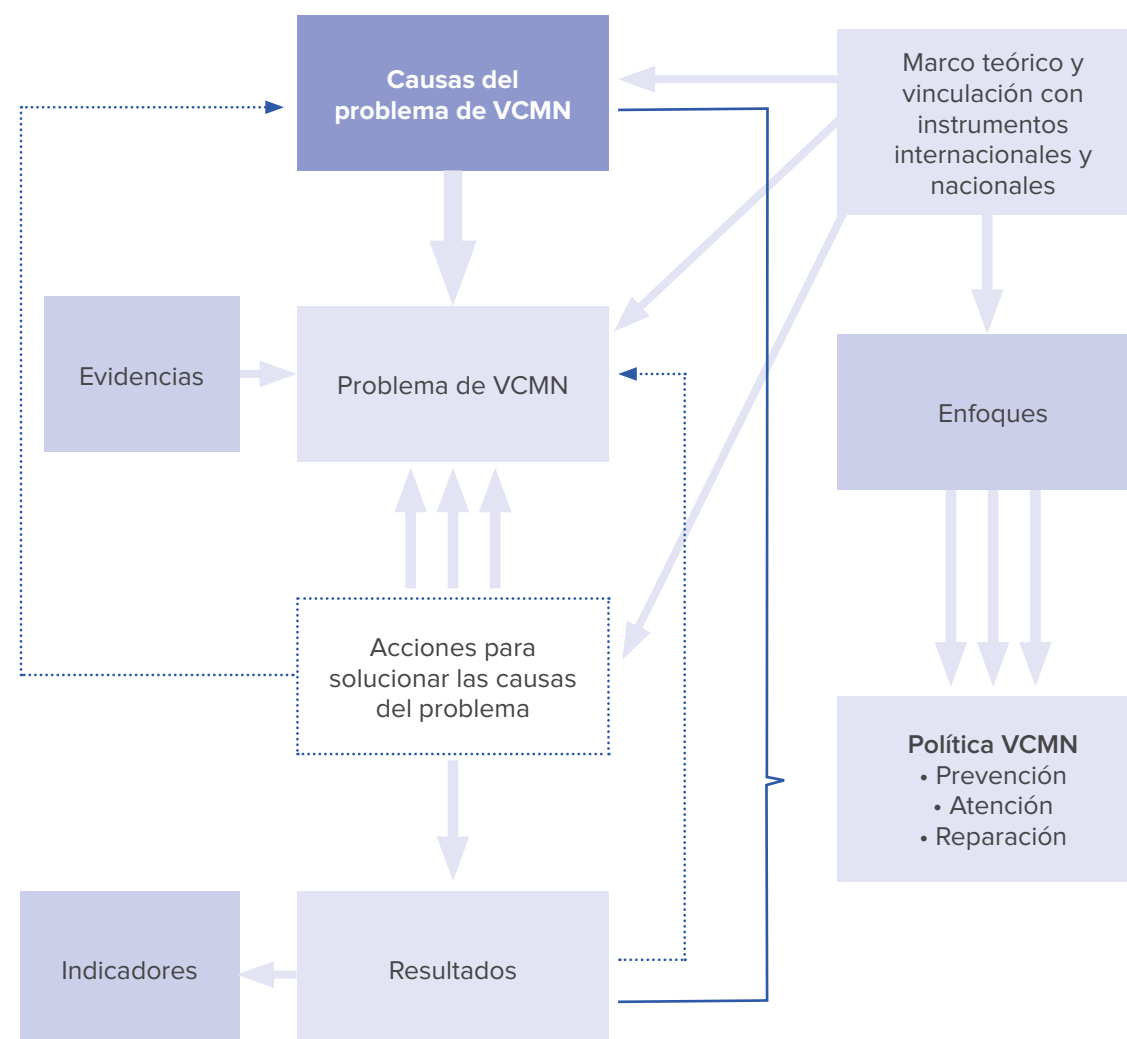 Causas del
problema de VCMN
Marco teórico y
vinculación con
instrumentos
internacionales y
nacionales
Evidencias
Problema de VCMN
Enfoques
Acciones para
solucionar las causas
del problema
Política VCMN
• Prevención
• Atención
• Reparación
Indicadores
Resultados